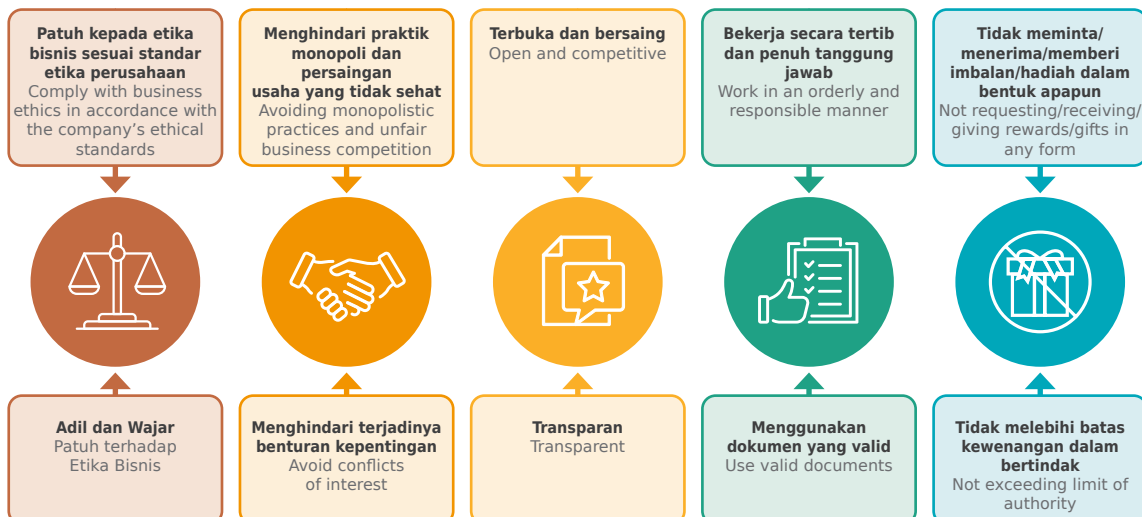 Patuh kepada etika
bisnis sesuai standar
etika perusahaan
Comply with business
ethics in accordance with
the company’s ethical
standards
Menghindari praktik
monopoli dan
persaingan
usaha yang tidak sehat
Avoiding monopolistic
practices and unfair
business competition
Terbuka dan bersaing
Open and competitive
Bekerja secara tertib
dan penuh tanggung
jawab
Work in an orderly and
responsible manner
Tidak meminta/
menerima/memberi
imbalan/hadiah dalam
bentuk apapun
Not requesting/receiving/
giving rewards/gifts in
any form
Adil dan Wajar
Patuh terhadap
Etika Bisnis
Menghindari terjadinya
benturan kepentingan
Avoid conflicts
of interest
Transparan
Transparent
Menggunakan
dokumen yang valid
Use valid documents
Tidak melebihi batas
kewenangan dalam
bertindak
Not exceeding limit of
authority